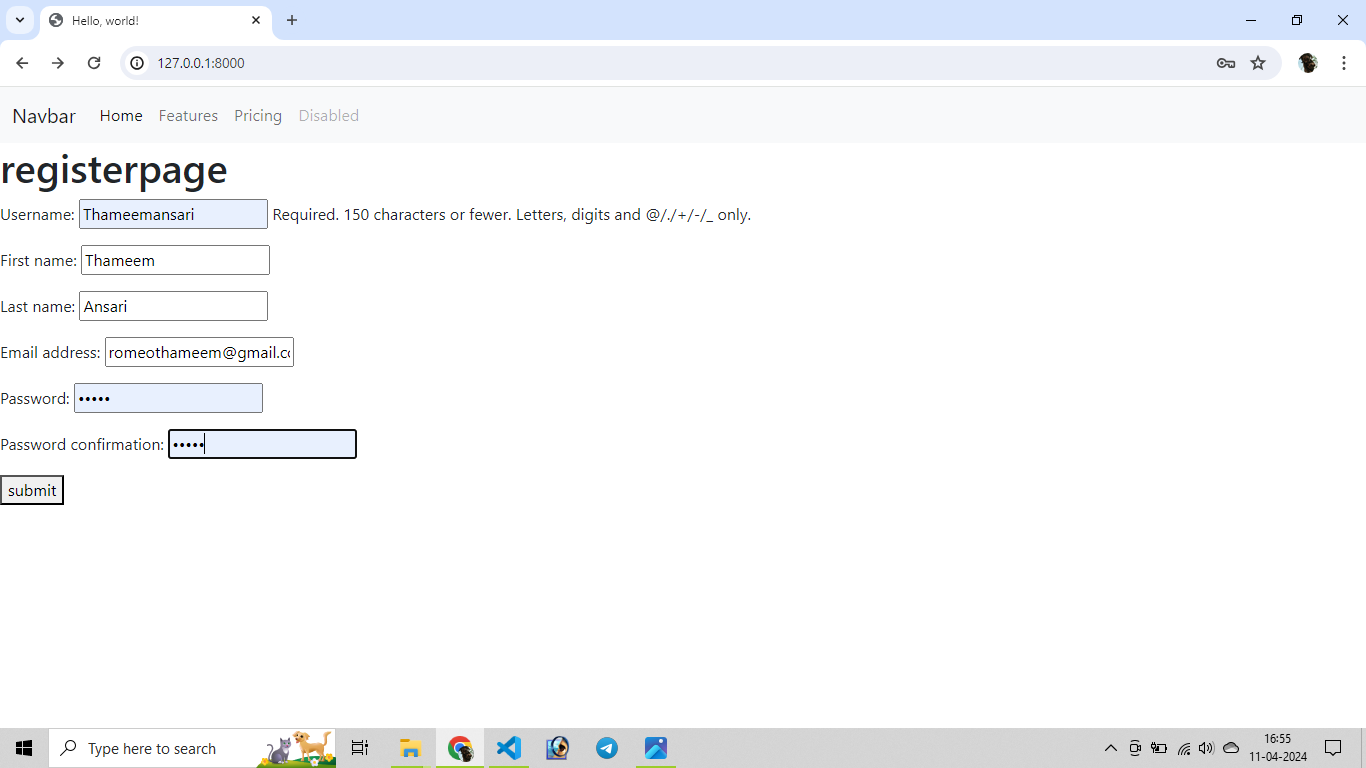 Hello, world!
127.0.0.1:8000
Navbar Home Features Pricing Disabled
registerpage
Username: Thameemansari Required. 150 characters or fewer. Letters, digits and @/./+/-/_ only.
First name: Thameem
Last name: Ansari
Email address: romeothameem@gmail.co
Password: •••••
Password confirmation: •••••
submit
Type here to search
16:55
11-04-2024